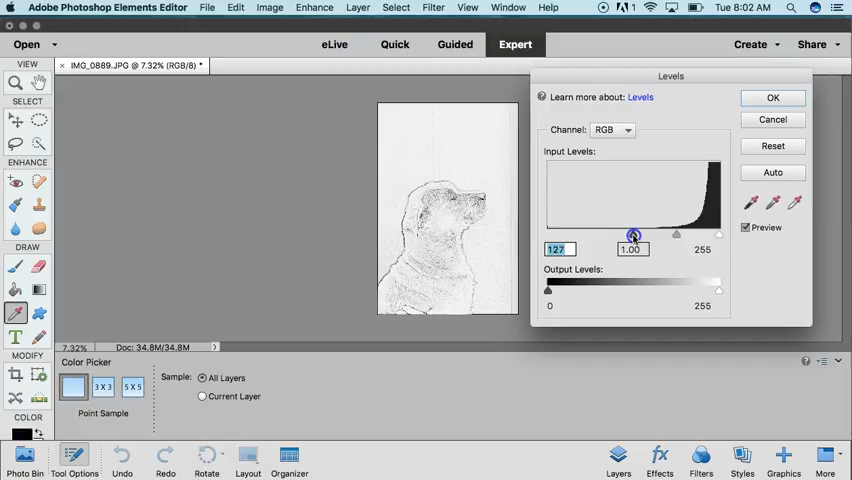 Adobe Photoshop Elements Editor File Edit Image Enhance Layer Select Filter View Window Help 1 Tue 8:02 AM
Open eLive Quick Guided Expert Create Share
VIEW
× IMG_0889.JPG @ 7.32% (RGB/8) *
SELECT
ENHANCE
DRAW
MODIFY
COLOR
Levels
Learn more about: Levels
Channel: RGB
Input Levels:
127 1.00 255
Output Levels:
0 255
OK
Cancel
Reset
Auto
Preview
7.32% Doc: 34.8M/34.8M
Color Picker
3 X 3 5 X 5
Point Sample
Sample: All Layers
Current Layer
Photo Bin Tool Options Undo Redo Rotate Layout Organizer Layers Effects Filters Styles Graphics More